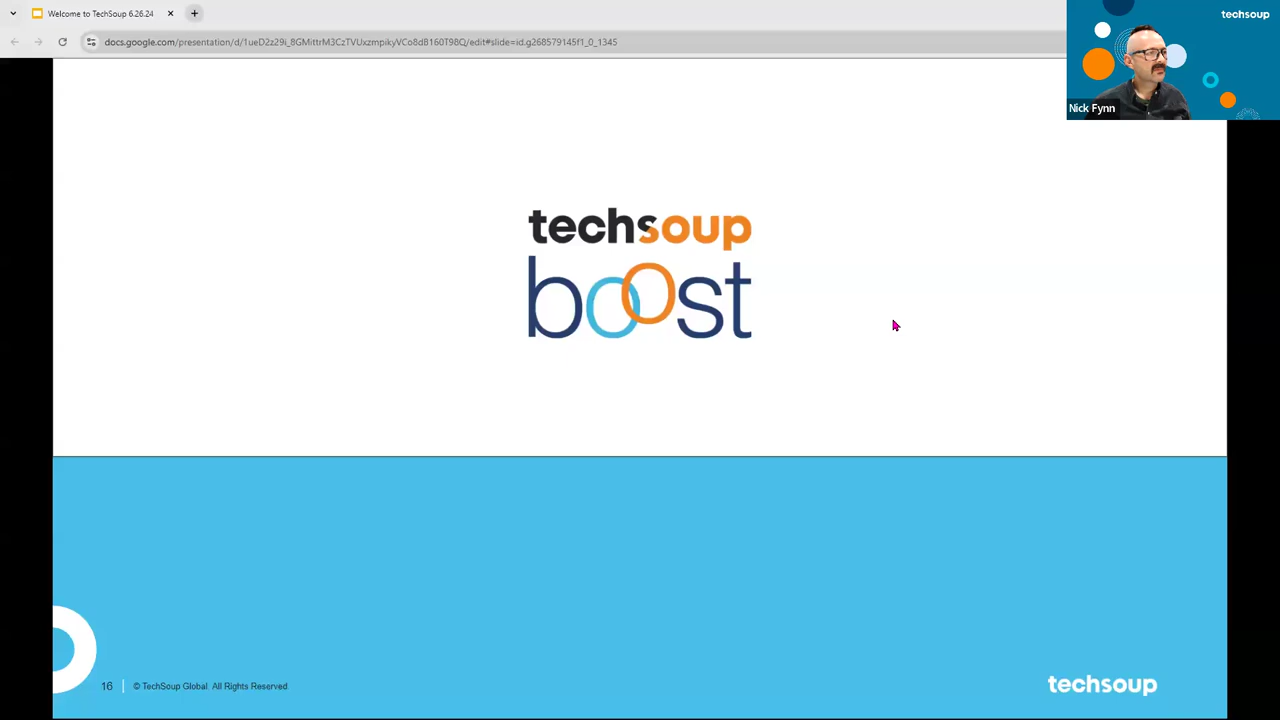 Welcome to TechSoup 6.26.24
docs.google.com/presentation/d/1ueD2z29i_8GMittrM3CzTVUxzmpikyVCo8dB160T98Q/edit#slide=id.g268579145f1_0_1345
techsoup
Nick Fynn
techsoup
boost
16
© TechSoup Global. All Rights Reserved.
techsoup